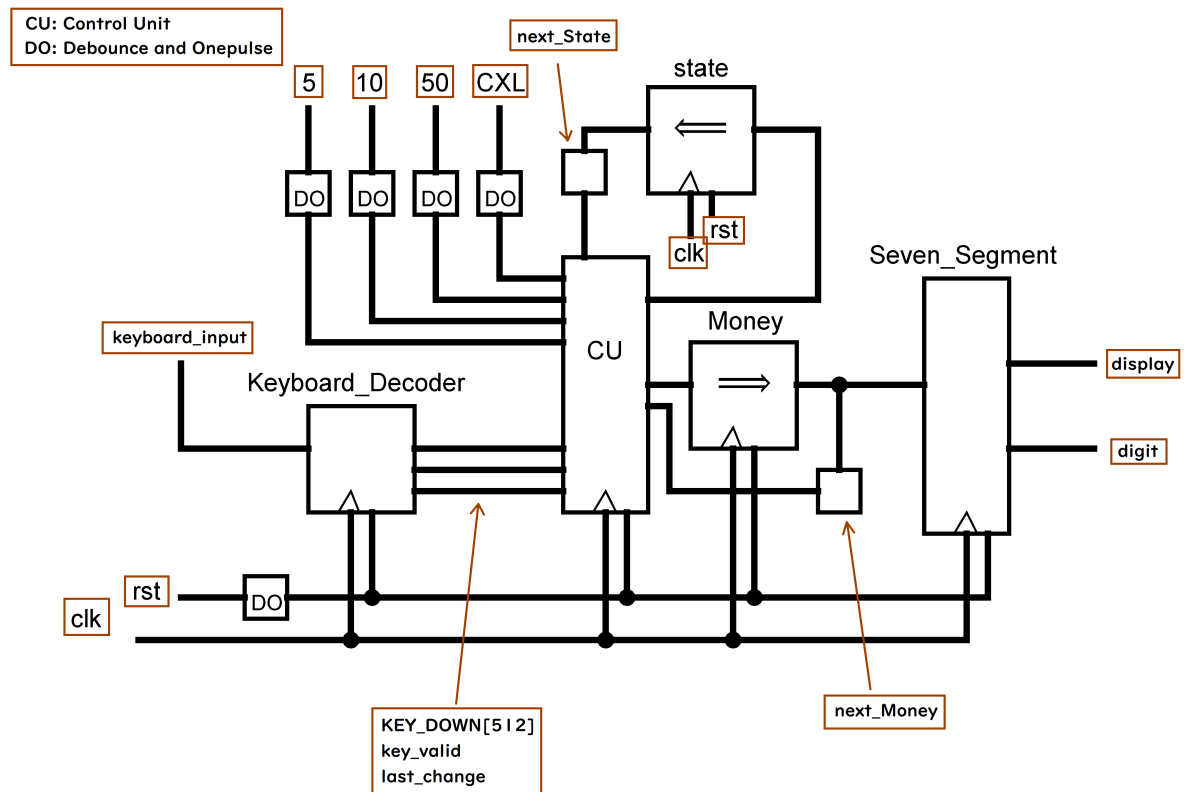 CU: Control Unit
DO: Debounce and Onepulse
next_State
5
10
50
CXL
state
DO
DO
DO
DO
rst
clk
Seven_Segment
Money
keyboard_input
CU
display
Keyboard_Decoder
digit
rst
DO
clk
next_Money
KEY_DOWN[512]
key_valid
last_change